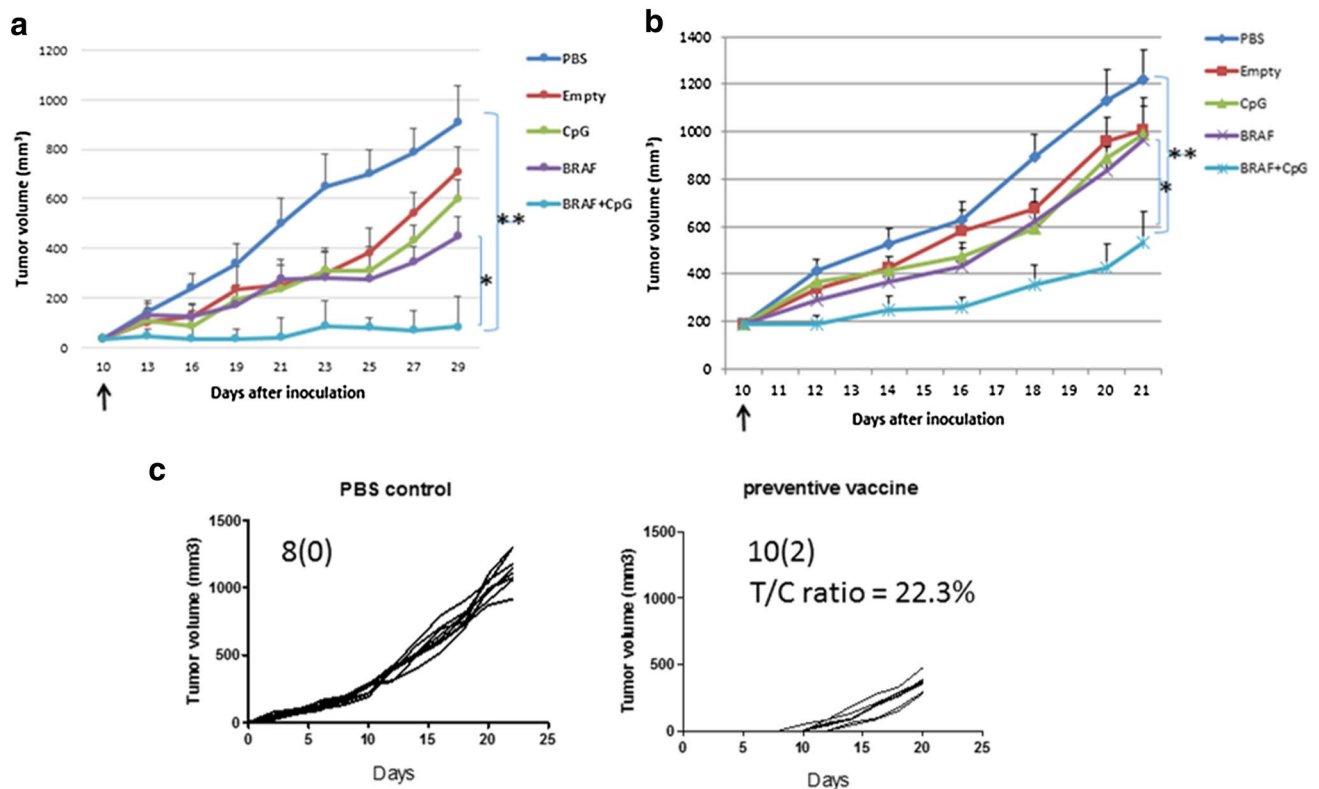 a
1200
1000
800
600
400
200
0
Tumor volume (mm³)
10 13 16 19 21 23 25 27 29
Days after inoculation
PBS
Empty
CpG
BRAF
BRAF+CpG
**
*
b
1400
1200
1000
800
600
400
200
0
Tumor volume (mm³)
10 11 12 13 14 15 16 17 18 19 20 21
Days after inoculation
PBS
Empty
CpG
BRAF
BRAF+CpG
**
*
c
PBS control
8(0)
1500
1000
500
0
Tumor volume (mm3)
0 5 10 15 20 25
Days
preventive vaccine
10(2)
T/C ratio = 22.3%
1500
1000
500
0
Tumor volume (mm3)
0 5 10 15 20 25
Days